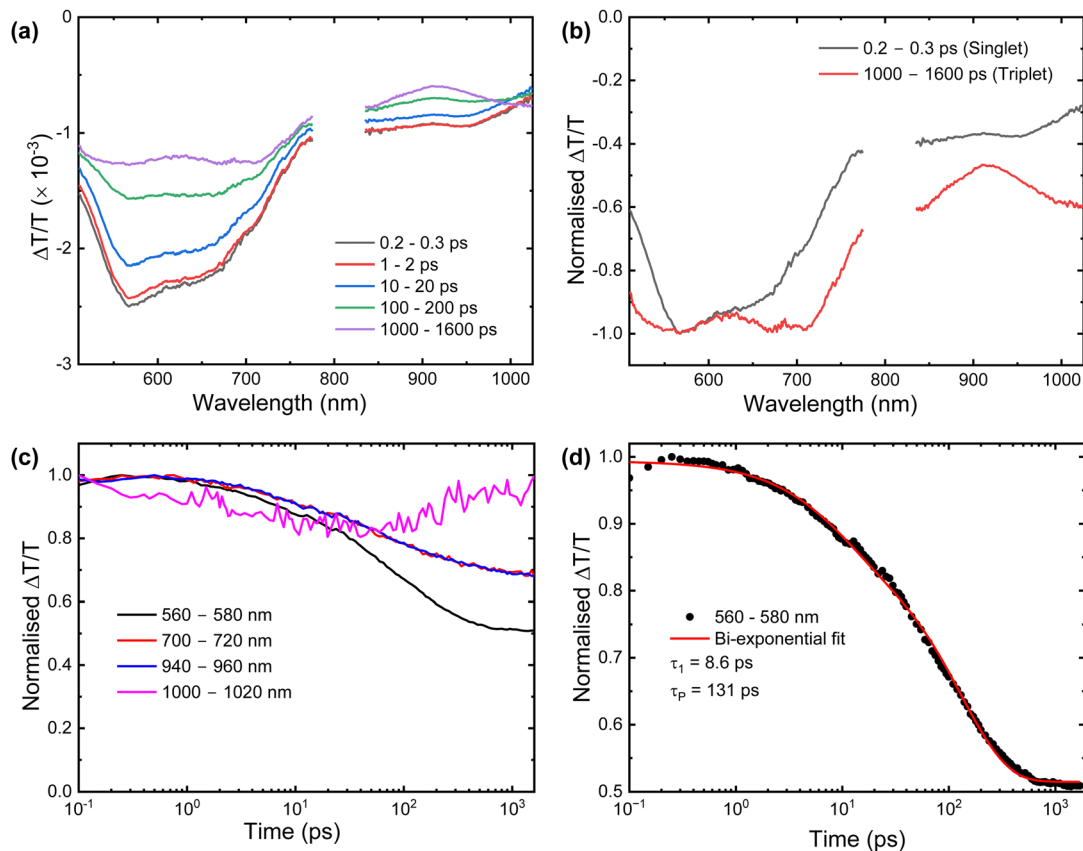 (a)
0
-1
-2
-3
ΔT/T (× 10⁻³)
0.2 - 0.3 ps
1 - 2 ps
10 - 20 ps
100 - 200 ps
1000 - 1600 ps
600 700 800 900 1000
Wavelength (nm)
(b)
0.0
-0.2
-0.4
-0.6
-0.8
-1.0
Normalised ΔT/T
0.2 – 0.3 ps (Singlet)
1000 – 1600 ps (Triplet)
600 700 800 900 1000
Wavelength (nm)
(c)
1.0
0.8
0.6
0.4
0.2
0.0
Normalised ΔT/T
560 – 580 nm
700 – 720 nm
940 – 960 nm
1000 – 1020 nm
10⁻¹ 10⁰ 10¹ 10² 10³
Time (ps)
(d)
1.0
0.9
0.8
0.7
0.6
0.5
Normalised ΔT/T
560 - 580 nm
Bi-exponential fit
τ₁ = 8.6 ps
τ_P = 131 ps
10⁻¹ 10⁰ 10¹ 10² 10³
Time (ps)